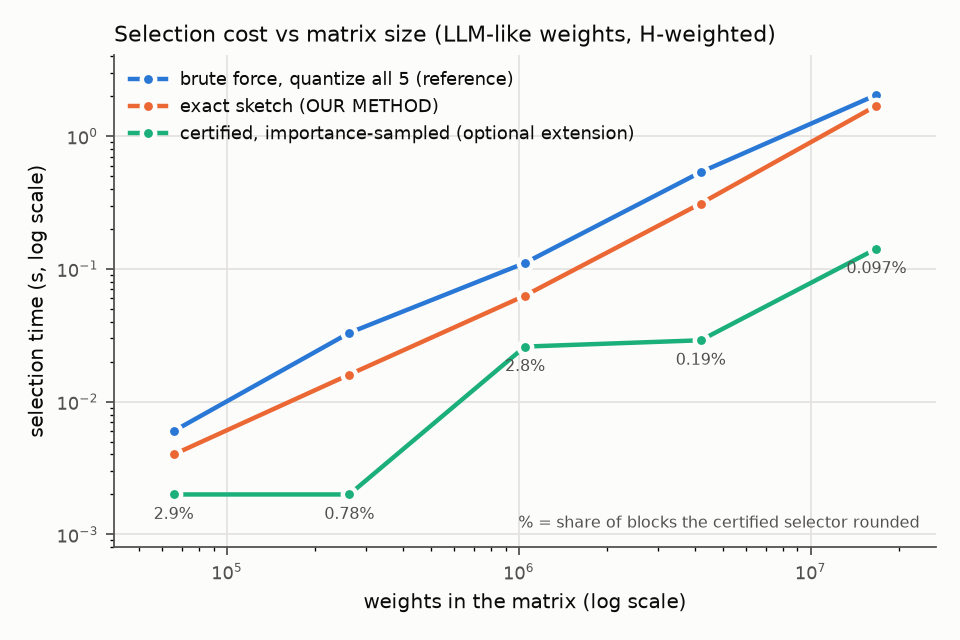 Selection cost vs matrix size (LLM-like weights, H-weighted)
brute force, quantize all 5 (reference)
exact sketch (OUR METHOD)
certified, importance-sampled (optional extension)
selection time (s, log scale)
10⁰
10⁻¹
10⁻²
10⁻³
2.9%
0.78%
2.8%
0.19%
0.097%
% = share of blocks the certified selector rounded
10⁵
10⁶
10⁷
weights in the matrix (log scale)